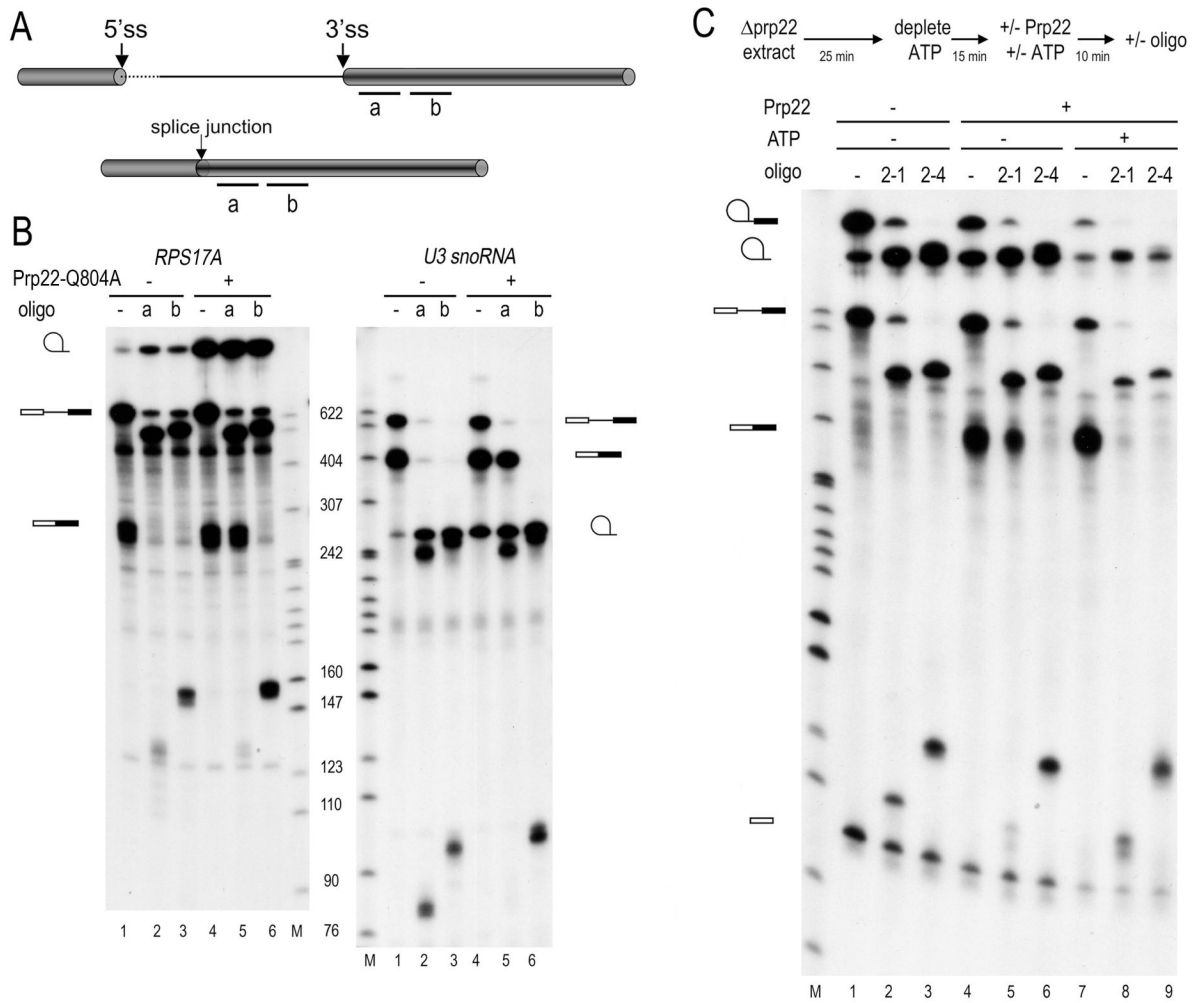 A
5'ss
3'ss
a
b
splice junction
a
b
B
RPS17A
U3 snoRNA
Prp22-Q804A
-
+
-
+
oligo
- a b - a b
- a b - a b
622
404
307
242
160
147
123
110
90
76
1 2 3 4 5 6 M
M 1 2 3 4 5 6
C
Δprp22 extract
25 min
deplete ATP
15 min
+/- Prp22
+/- ATP
10 min
+/- oligo
Prp22 - +
ATP - - +
oligo - 2-1 2-4 - 2-1 2-4 - 2-1 2-4
M 1 2 3 4 5 6 7 8 9